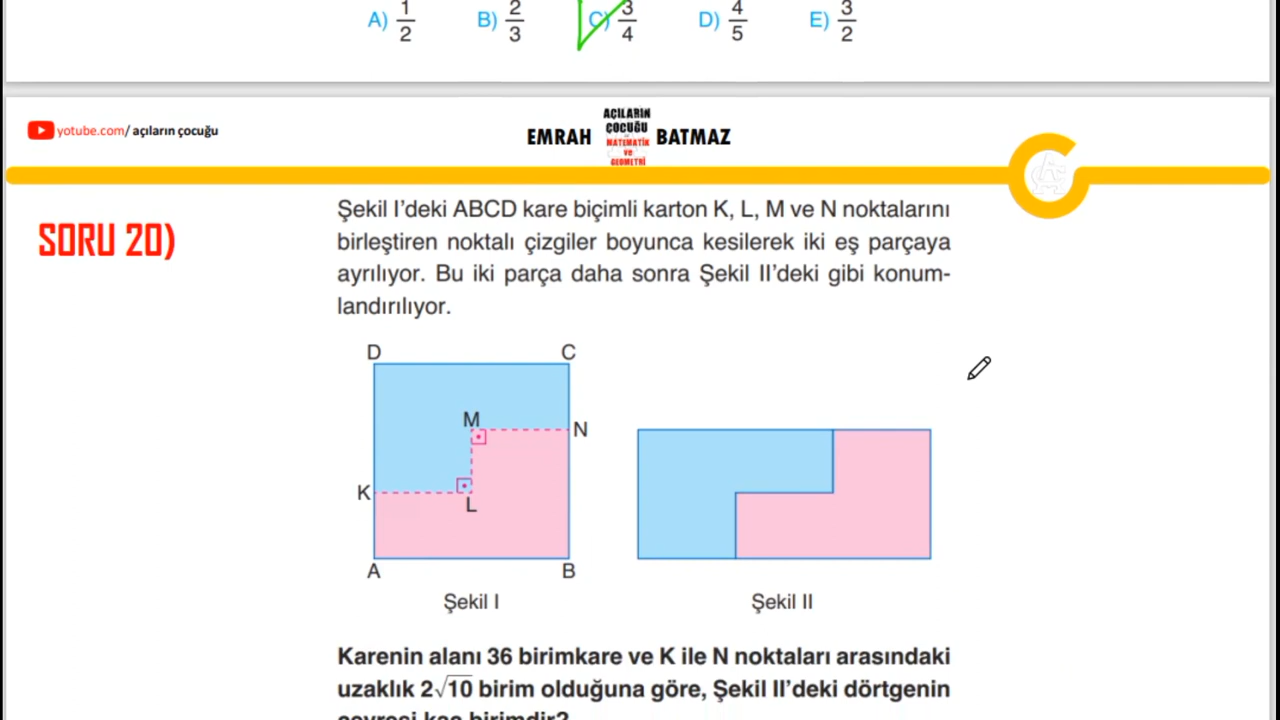 A) 1/2 B) 2/3 C) 3/4 D) 4/5 E) 3/2
yotube.com/ açıların çocuğu
EMRAH AÇILARIN ÇOCUĞU MATEMATİK ve GEOMETRİ BATMAZ
SORU 20)
Şekil I’deki ABCD kare biçimli karton K, L, M ve N noktalarını
birleştiren noktalı çizgiler boyunca kesilerek iki eş parçaya
ayrılıyor. Bu iki parça daha sonra Şekil II’deki gibi konum-
landırılıyor.
D C
M N
K L
A B
Şekil I Şekil II
Karenin alanı 36 birimkare ve K ile N noktaları arasındaki
uzaklık 2√10 birim olduğuna göre, Şekil II’deki dörtgenin
çevresi kaç birimdir?